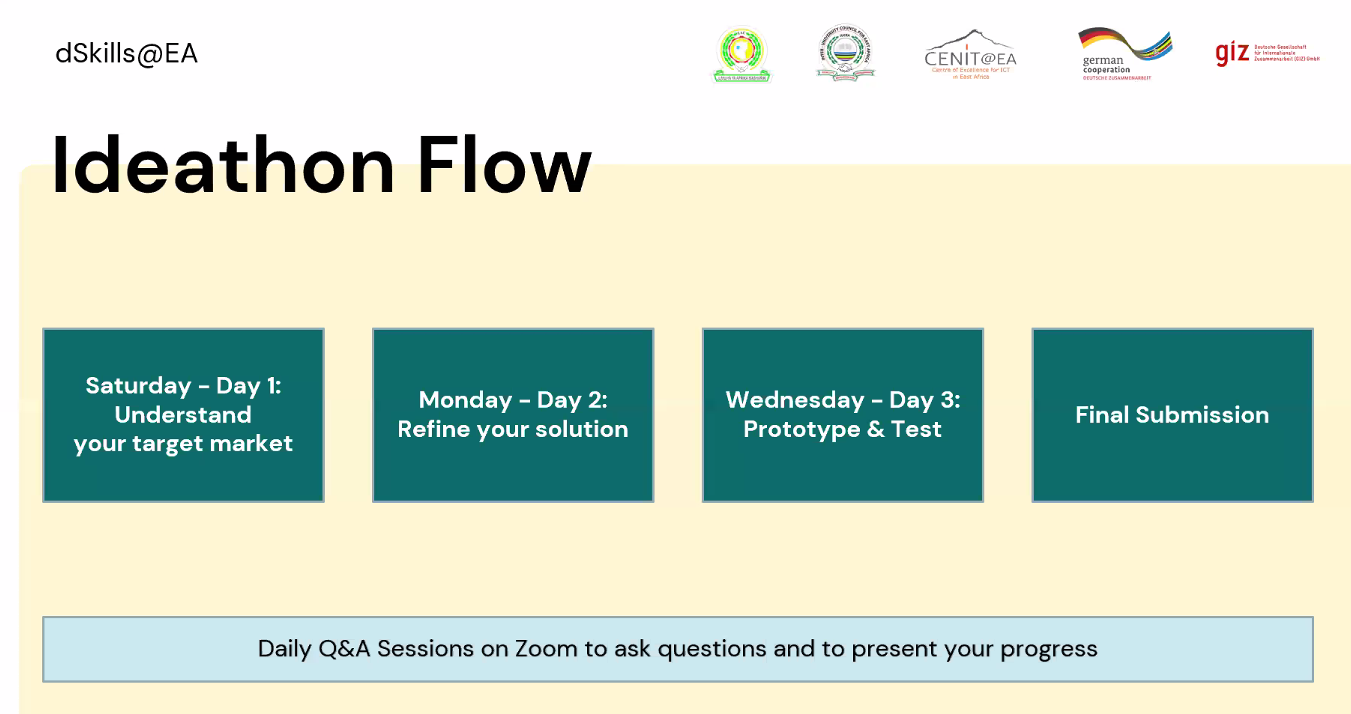 dSkills@EA
CENIT@EA
Centre of Excellence for ICT
in East Africa
german
cooperation
DEUTSCHE ZUSAMMENARBEIT
giz
Deutsche Gesellschaft
für Internationale
Zusammenarbeit (GIZ) GmbH
Ideathon Flow
Saturday - Day 1:
Understand
your target market
Monday - Day 2:
Refine your solution
Wednesday - Day 3:
Prototype & Test
Final Submission
Daily Q&A Sessions on Zoom to ask questions and to present your progress